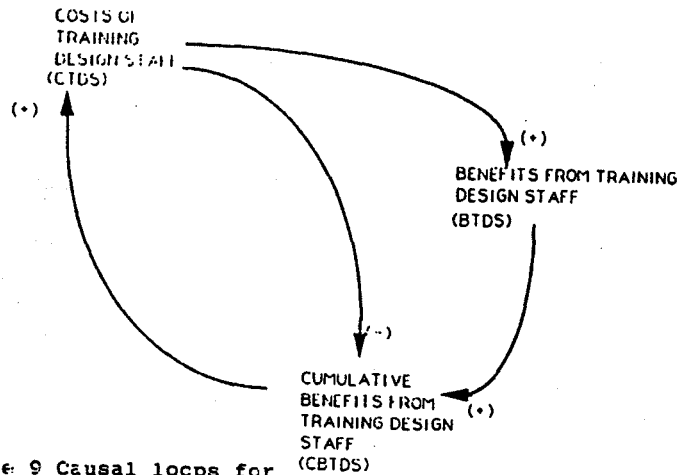 COSTS OF
TRAINING
DESIGN STAFF
(CTDS)
(+)
(+)
BENEFITS FROM TRAINING
DESIGN STAFF
(BTDS)
(-)
CUMULATIVE
BENEFITS FROM
TRAINING DESIGN
STAFF
(CBTDS)
(+)
e 9 Causal loops for